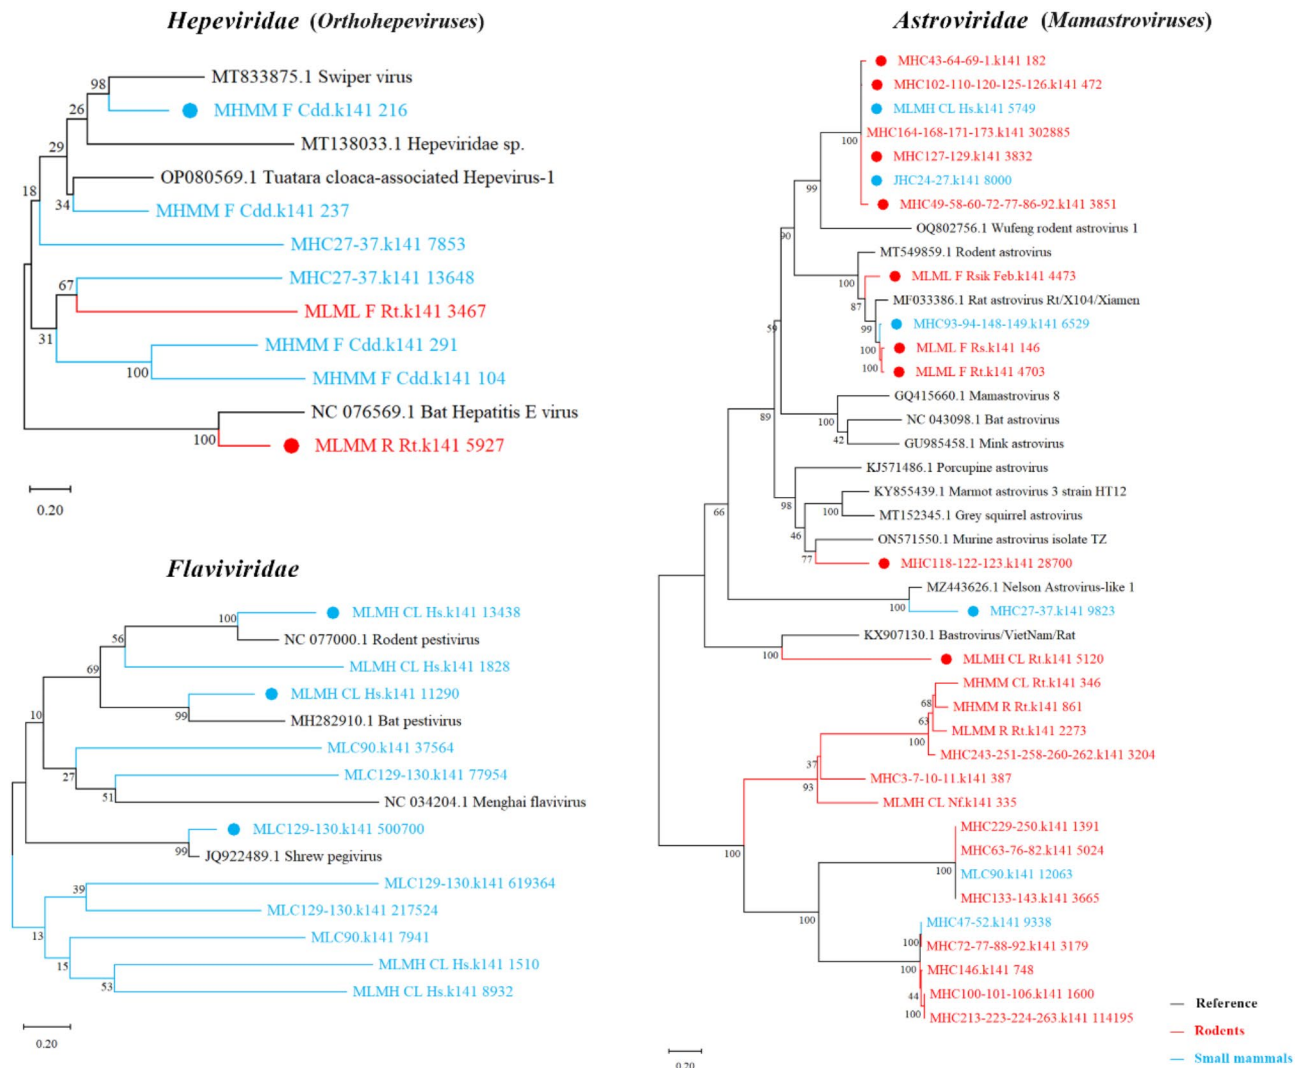 Hepeviridae (Orthohepeviruses)
98
MT833875.1 Swiper virus
26
MHMM F Cdd.k141 216
29
MT138033.1 Hepeviridae sp.
18
OP080569.1 Tuatara cloaca-associated Hepevirus-1
34
MHMM F Cdd.k141 237
MHC27-37.k141 7853
67
MHC27-37.k141 13648
MLML F Rt.k141 3467
31
MHMM F Cdd.k141 291
100
MHMM F Cdd.k141 104
NC 076569.1 Bat Hepatitis E virus
100
MLMM R Rt.k141 5927
0.20
Flaviviridae
100
MLMH CL Hs.k141 13438
56
NC 077000.1 Rodent pestivirus
69
MLMH CL Hs.k141 1828
MLMH CL Hs.k141 11290
99
MH282910.1 Bat pestivirus
10
MLC90.k141 37564
27
MLC129-130.k141 77954
51
NC 034204.1 Menghai flavivirus
MLC129-130.k141 500700
99
JQ922489.1 Shrew pegivirus
39
MLC129-130.k141 619364
MLC129-130.k141 217524
13
MLC90.k141 7941
15
MLMH CL Hs.k141 1510
53
MLMH CL Hs.k141 8932
0.20
Astroviridae (Mamastroviruses)
MHC43-64-69-1.k141 182
MHC102-110-120-125-126.k141 472
MLMH CL Hs.k141 5749
MHC164-168-171-173.k141 302885
100
MHC127-129.k141 3832
JHC24-27.k141 8000
99
MHC49-58-60-72-77-86-92.k141 3851
OQ802756.1 Wufeng rodent astrovirus 1
90
MT549859.1 Rodent astrovirus
100
MLML F Rsik Feb.k141 4473
87
MF033386.1 Rat astrovirus Rt/X104/Xiamen
99
MHC93-94-148-149.k141 6529
59
100
MLML F Rs.k141 146
100
MLML F Rt.k141 4703
GQ415660.1 Mamastrovirus 8
89
100
NC 043098.1 Bat astrovirus
42
GU985458.1 Mink astrovirus
KJ571486.1 Porcupine astrovirus
98
KY855439.1 Marmot astrovirus 3 strain HT12
66
100
MT152345.1 Grey squirrel astrovirus
46
ON571550.1 Murine astrovirus isolate TZ
77
MHC118-122-123.k141 28700
MZ443626.1 Nelson Astrovirus-like 1
100
MHC27-37.k141 9823
KX907130.1 Bastrovirus/VietNam/Rat
100
MLMH CL Rt.k141 5120
MHMM CL Rt.k141 346
68
MHMM R Rt.k141 861
63
MLMM R Rt.k141 2273
100
MHC243-251-258-260-262.k141 3204
37
MHC3-7-10-11.k141 387
93
MLMH CL Nf.k141 335
MHC229-250.k141 1391
100
MHC63-76-82.k141 5024
100
MLC90.k141 12063
MHC133-143.k141 3665
100
MHC47-52.k141 9338
100
MHC72-77-88-92.k141 3179
100
MHC146.k141 748
44
MHC100-101-106.k141 1600
100
MHC213-223-224-263.k141 114195
0.20
Reference
Rodents
Small mammals